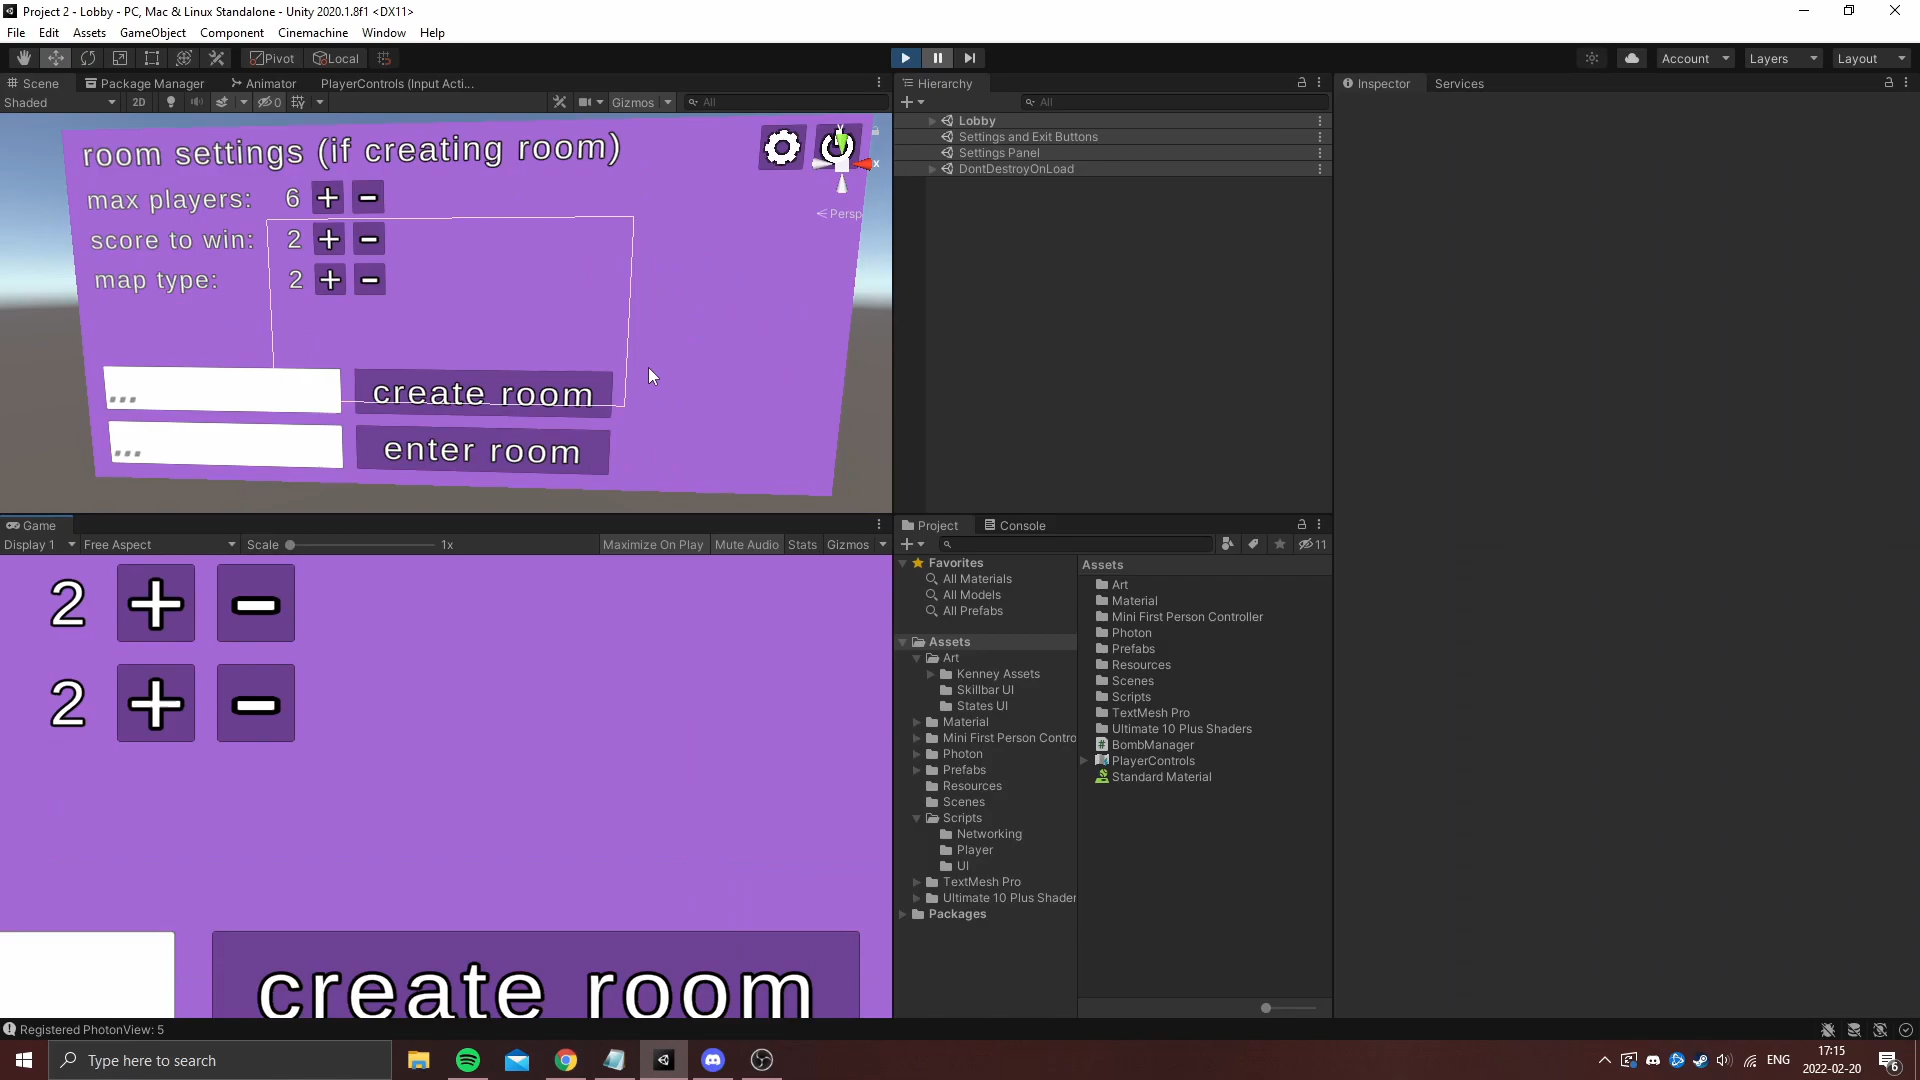 Project 2 - Lobby - PC, Mac & Linux Standalone - Unity 2020.1.8f1 <DX11>
File Edit Assets GameObject Component Cinemachine Window Help
Pivot Local Account Layers Layout
Scene Package Manager Animator PlayerControls (Input Acti...
Shaded 2D 0 Gizmos All
room settings (if creating room)
max players: 6 + -
score to win: 2 + -
map type: 2 + -
x
Persp
... create room
... enter room
Hierarchy
All
Lobby
Settings and Exit Buttons
Settings Panel
DontDestroyOnLoad
Inspector Services
Game
Display 1 Free Aspect Scale 1x Maximize On Play Mute Audio Stats Gizmos
2 + -
2 + -
create room
Project Console
11
Favorites
All Materials
All Models
All Prefabs
Assets
Art
Kenney Assets
Skillbar UI
States UI
Material
Mini First Person Contro
Photon
Prefabs
Resources
Scenes
Scripts
Networking
Player
UI
TextMesh Pro
Ultimate 10 Plus Shader
Packages
Assets
Art
Material
Mini First Person Controller
Photon
Prefabs
Resources
Scenes
Scripts
TextMesh Pro
Ultimate 10 Plus Shaders
BombManager
PlayerControls
Standard Material
Registered PhotonView: 5
Type here to search
ENG
17:15
2022-02-20
6